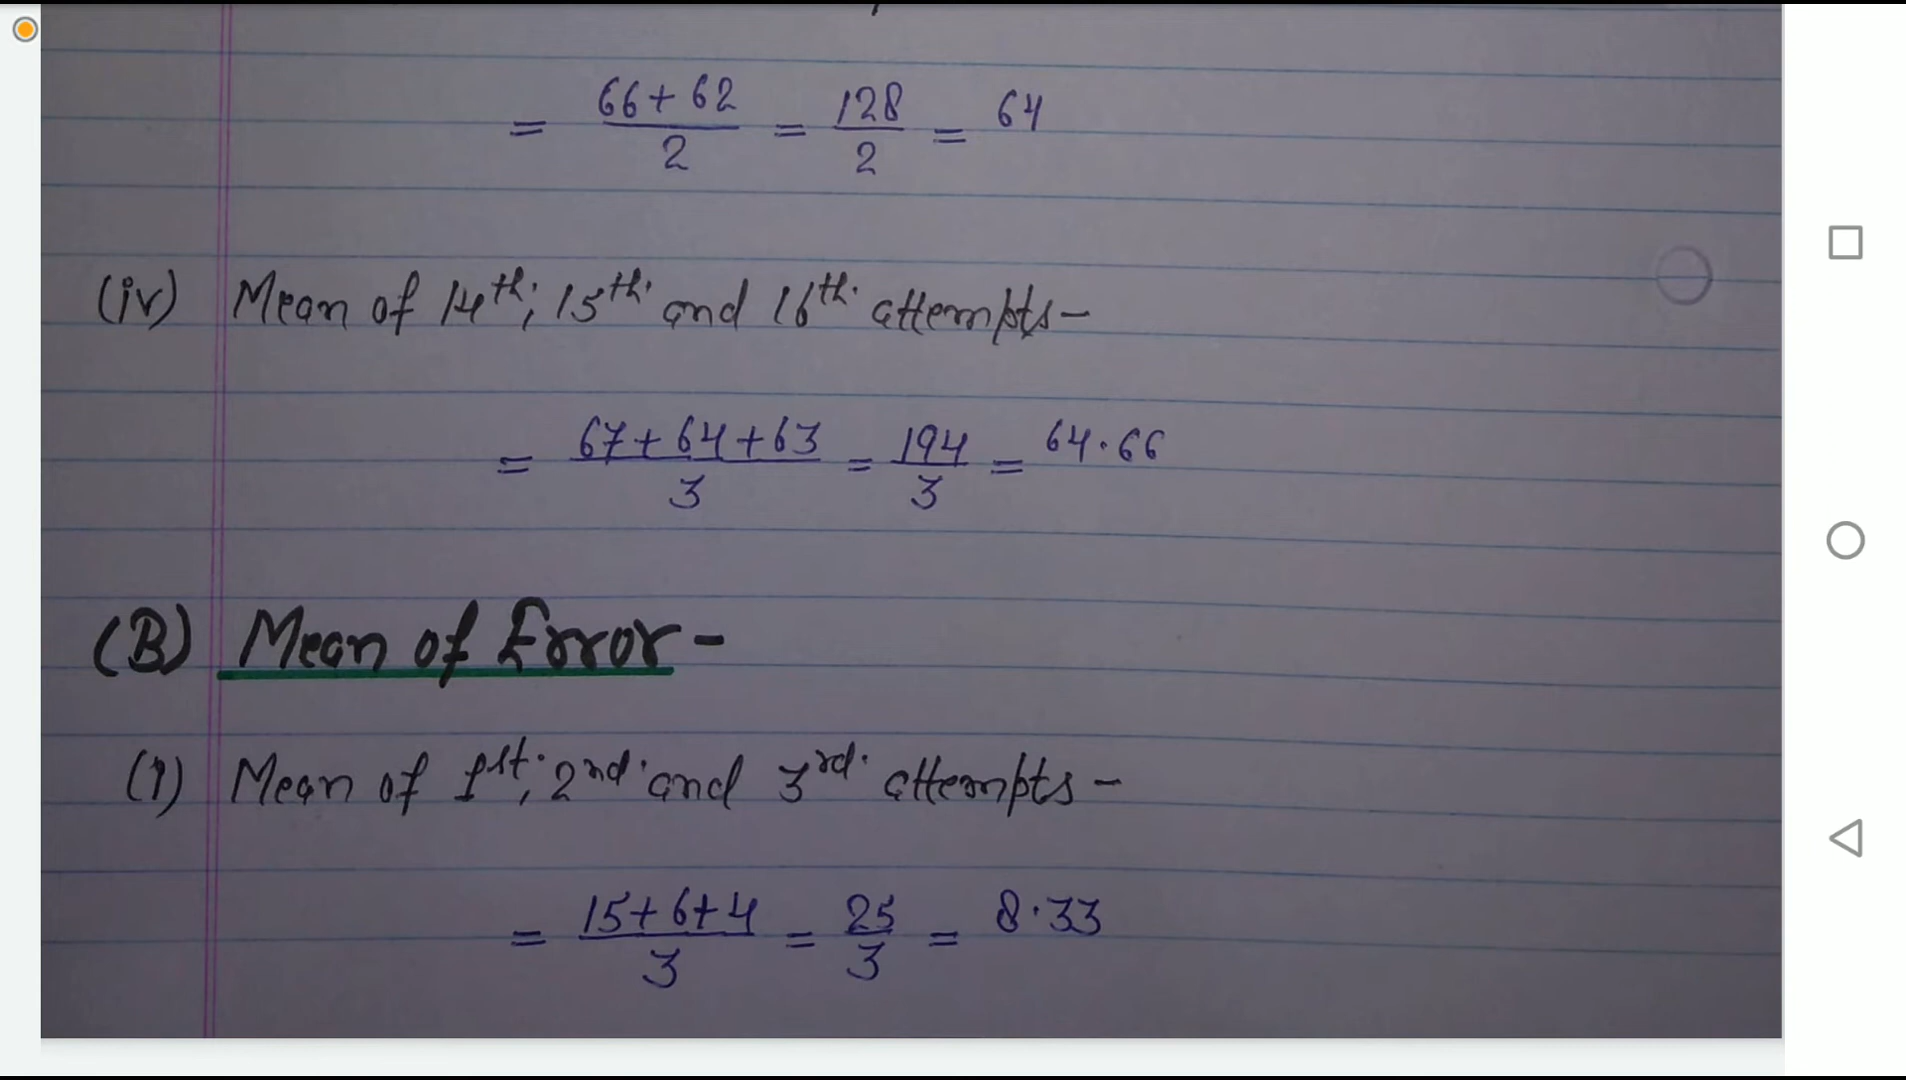 = 66+62/2 = 128/2 = 64
(iv) Mean of 14th, 15th and 16th attempts-
= 67+64+63/3 = 194/3 = 64.66
(B) Mean of Error-
(i) Mean of 1st, 2nd and 3rd attempts-
= 15+6+4/3 = 25/3 = 8.33